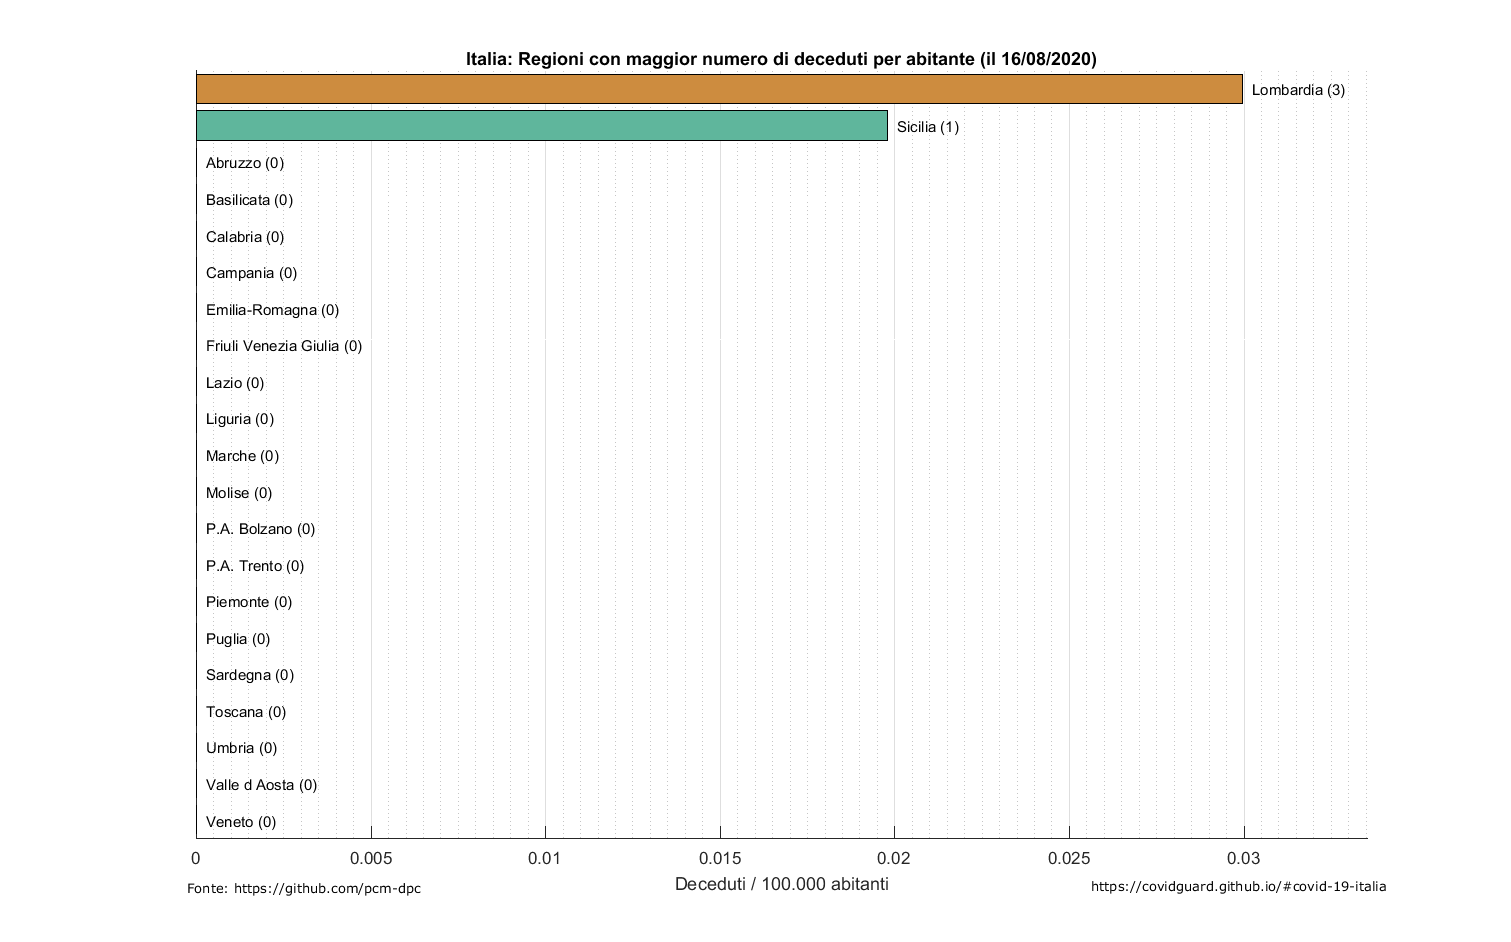 Italia: Regioni con maggior numero di deceduti per abitante (il 16/08/2020)
Lombardia (3)
Sicilia (1)
Abruzzo (0)
Basilicata (0)
Calabria (0)
Campania (0)
Emilia-Romagna (0)
Friuli Venezia Giulia (0)
Lazio (0)
Liguria (0)
Marche (0)
Molise (0)
P.A. Bolzano (0)
P.A. Trento (0)
Piemonte (0)
Puglia (0)
Sardegna (0)
Toscana (0)
Umbria (0)
Valle d Aosta (0)
Veneto (0)
0 0.005 0.01 0.015 0.02 0.025 0.03
Deceduti / 100.000 abitanti
Fonte: https://github.com/pcm-dpc
https://covidguard.github.io/#covid-19-italia